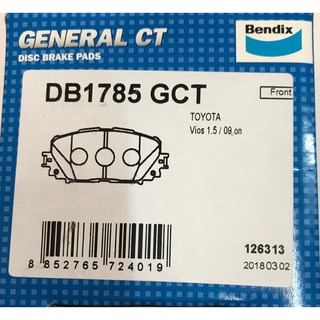 GENERAL CT
DISC BRAKE PADS
Bendix
DB1785 GCT
Front
TOYOTA
Vios 1.5 / 09 on
8 852765 724019
126313
20180302